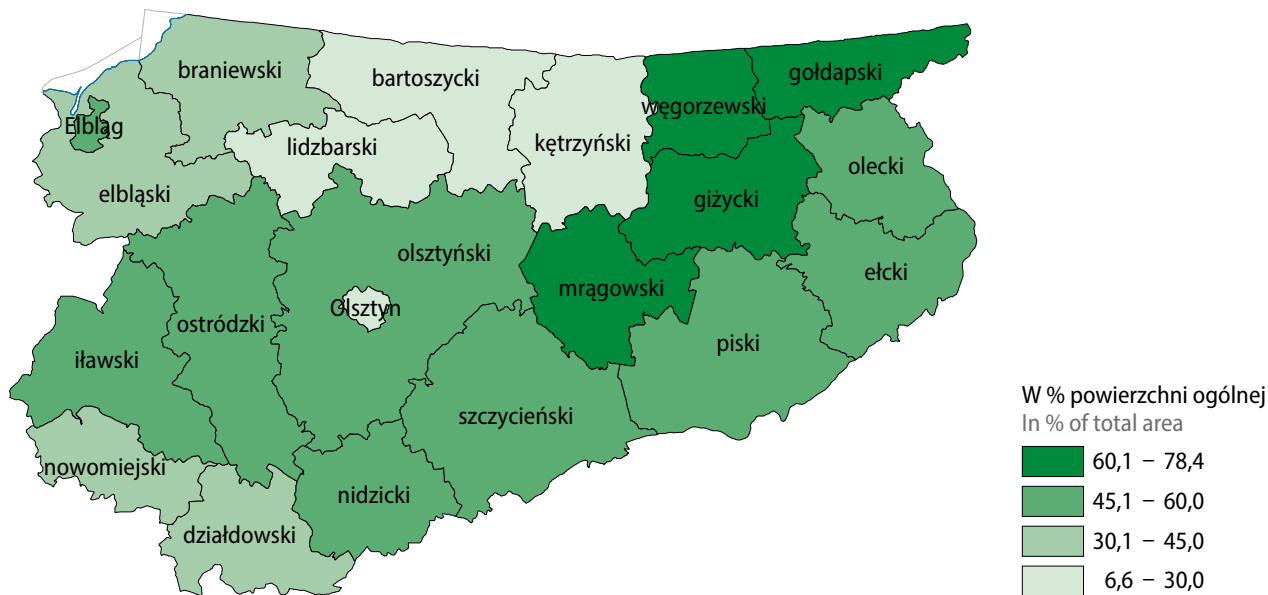 braniewski
bartoszycki
gołdapski
węgorzewski
Elbląg
kętrzyński
lidzbarski
olecki
elbląski
giżycki
olsztyński
ełcki
mrągowski
Olsztyn
ostródzki
piski
iławski
szczycieński
nowomiejski
nidzicki
działdowski
W % powierzchni ogólnej
In % of total area
60,1 – 78,4
45,1 – 60,0
30,1 – 45,0
6,6 – 30,0